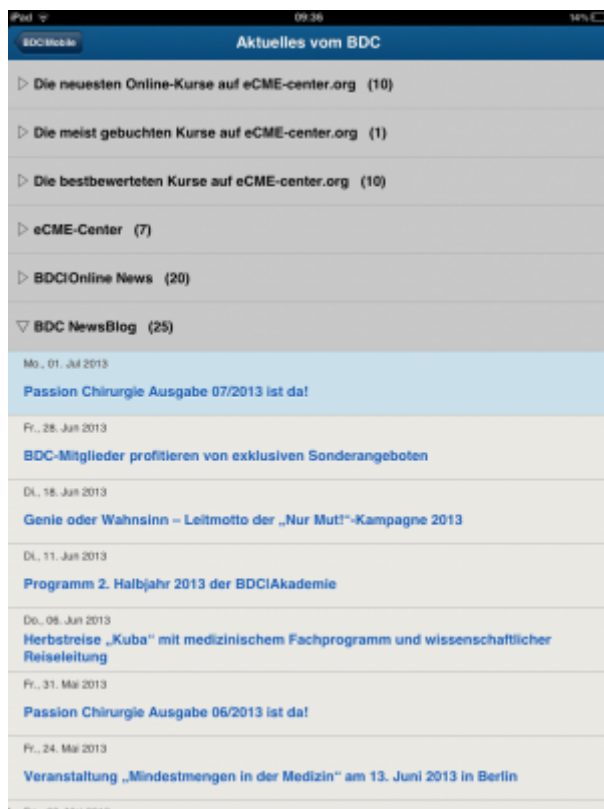 iPad 09:36 14%
BDC|Mobile Aktuelles vom BDC
Die neuesten Online-Kurse auf eCME-center.org (10)
Die meist gebuchten Kurse auf eCME-center.org (1)
Die bestbewerteten Kurse auf eCME-center.org (10)
eCME-Center (7)
BDC|Online News (20)
BDC NewsBlog (25)
Mo., 01. Jul 2013
Passion Chirurgie Ausgabe 07/2013 ist da!
Fr., 28. Jun 2013
BDC-Mitglieder profitieren von exklusiven Sonderangeboten
Di., 18. Jun 2013
Genie oder Wahnsinn – Leitmotto der „Nur Mut!“-Kampagne 2013
Di., 11. Jun 2013
Programm 2. Halbjahr 2013 der BDC|Akademie
Do., 06. Jun 2013
Herbstreise „Kuba“ mit medizinischem Fachprogramm und wissenschaftlicher
Reiseleitung
Fr., 31. Mai 2013
Passion Chirurgie Ausgabe 06/2013 ist da!
Fr., 24. Mai 2013
Veranstaltung „Mindestmengen in der Medizin“ am 13. Juni 2013 in Berlin